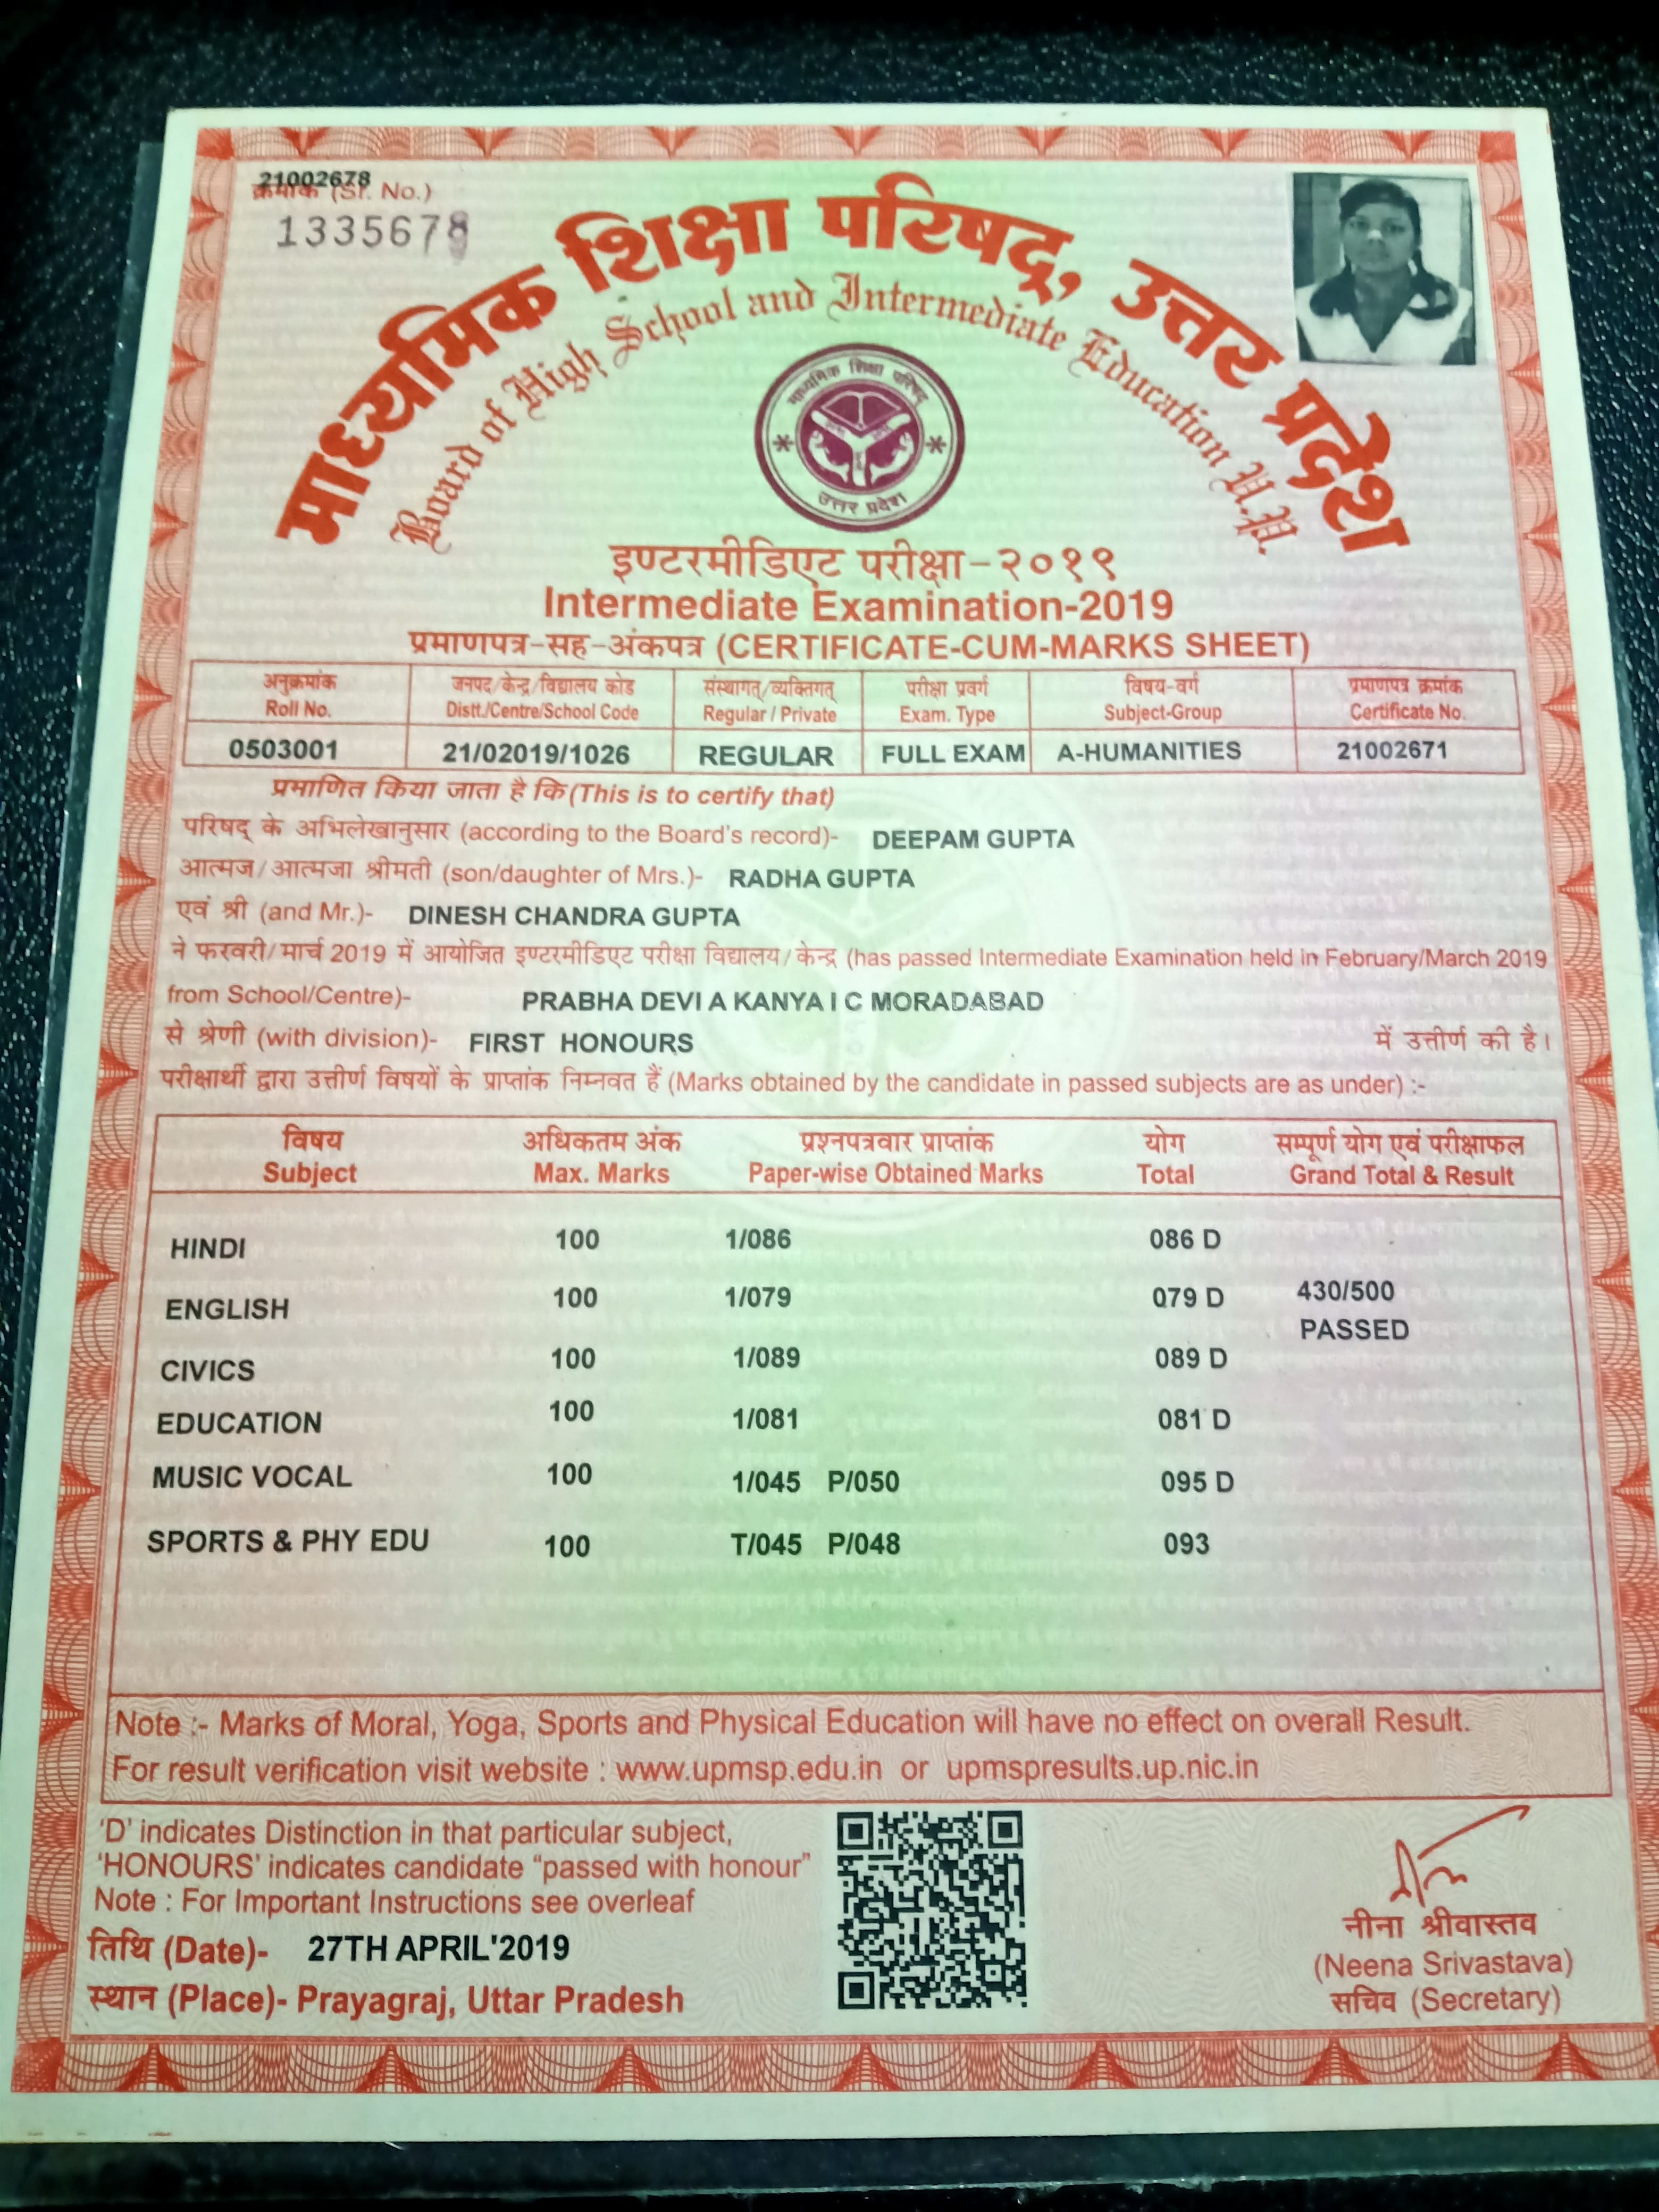 21002678
क्रमांक (Sr. No.)
1335678
माध्यमिक शिक्षा परिषद्, उत्तर प्रदेश
Board of High School and Intermediate Education U.P.
माध्यमिक शिक्षा परिषद्
उत्तर प्रदेश
इण्टरमीडिएट परीक्षा-२०१९
Intermediate Examination-2019
प्रमाणपत्र-सह-अंकपत्र (CERTIFICATE-CUM-MARKS SHEET)
अनुक्रमांक जनपद/केन्द्र/विद्यालय कोड संस्थागत्/व्यक्तिगत् परीक्षा प्रवर्ग विषय-वर्ग प्रमाणपत्र क्रमांक
Roll No. Distt./Centre/School Code Regular / Private Exam. Type Subject-Group Certificate No.
0503001 21/02019/1026 REGULAR FULL EXAM A-HUMANITIES 21002671
प्रमाणित किया जाता है कि (This is to certify that)
परिषद् के अभिलेखानुसार (according to the Board's record)- DEEPAM GUPTA
आत्मज/आत्मजा श्रीमती (son/daughter of Mrs.)- RADHA GUPTA
एवं श्री (and Mr.)- DINESH CHANDRA GUPTA
ने फरवरी/मार्च 2019 में आयोजित इण्टरमीडिएट परीक्षा विद्यालय/केन्द्र (has passed Intermediate Examination held in February/March 2019
from School/Centre)- PRABHA DEVI A KANYA I C MORADABAD
से श्रेणी (with division)- FIRST HONOURS में उत्तीर्ण की है।
परीक्षार्थी द्वारा उत्तीर्ण विषयों के प्राप्तांक निम्नवत हैं (Marks obtained by the candidate in passed subjects are as under) :-
विषय अधिकतम अंक प्रश्नपत्रवार प्राप्तांक योग सम्पूर्ण योग एवं परीक्षाफल
Subject Max. Marks Paper-wise Obtained Marks Total Grand Total & Result
HINDI 100 1/086 086 D
ENGLISH 100 1/079 079 D 430/500
PASSED
CIVICS 100 1/089 089 D
EDUCATION 100 1/081 081 D
MUSIC VOCAL 100 1/045 P/050 095 D
SPORTS & PHY EDU 100 T/045 P/048 093
Note :- Marks of Moral, Yoga, Sports and Physical Education will have no effect on overall Result.
For result verification visit website : www.upmsp.edu.in or upmspresults.up.nic.in
'D' indicates Distinction in that particular subject,
'HONOURS' indicates candidate "passed with honour"
Note : For Important Instructions see overleaf
तिथि (Date)- 27TH APRIL'2019
स्थान (Place)- Prayagraj, Uttar Pradesh
नीना श्रीवास्तव
(Neena Srivastava)
सचिव (Secretary)